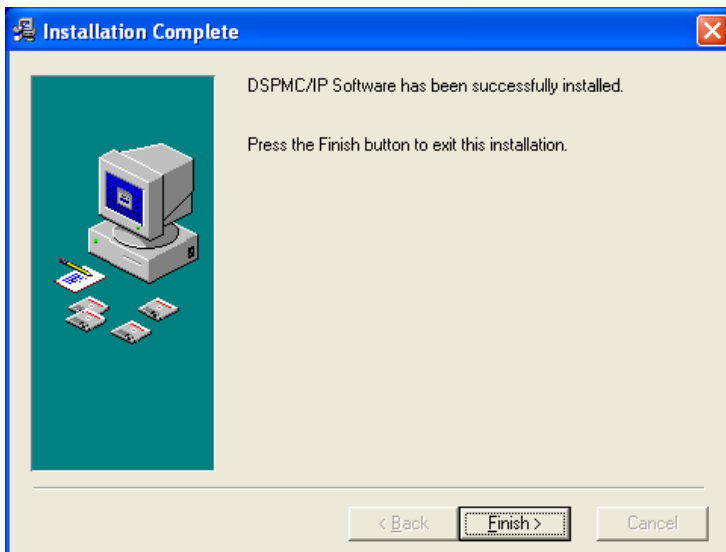 Installation Complete
DSPMC/IP Software has been successfully installed.
Press the Finish button to exit this installation.
< Back
Finish >
Cancel